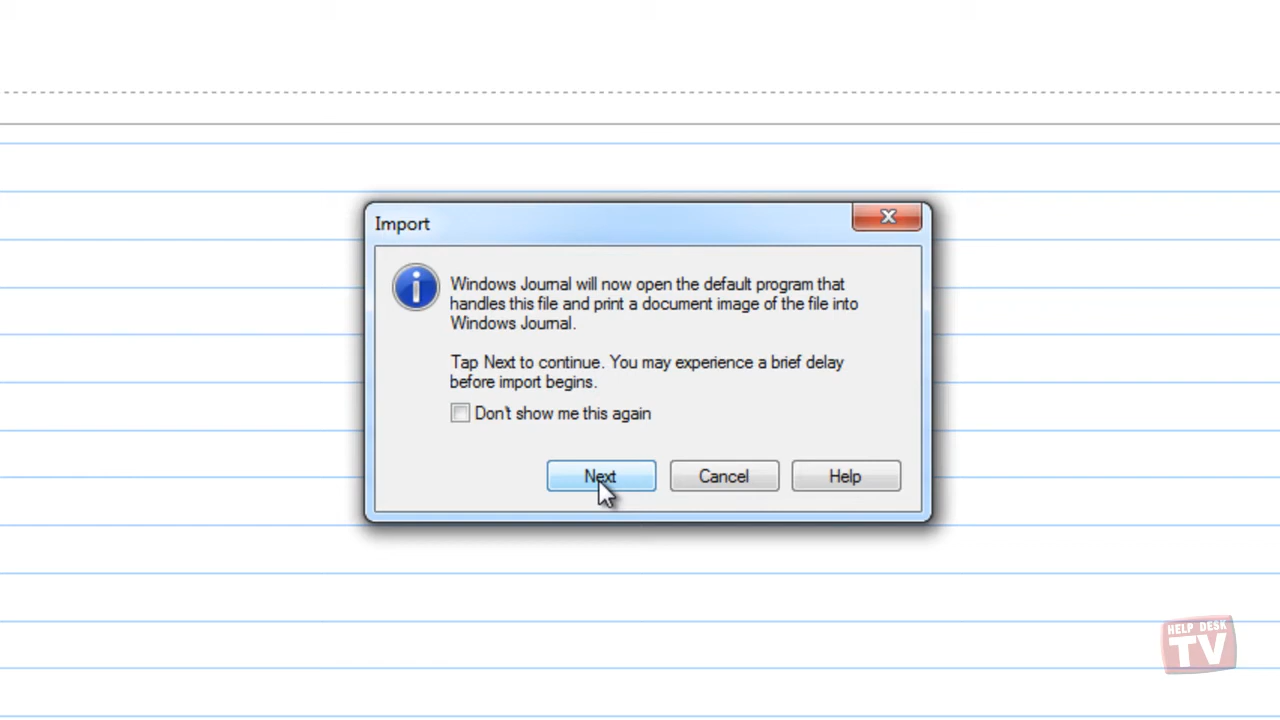 Import
Windows Journal will now open the default program that
handles this file and print a document image of the file into
Windows Journal.
Tap Next to continue. You may experience a brief delay
before import begins.
Don't show me this again
Next Cancel Help
HELP DESK
TV